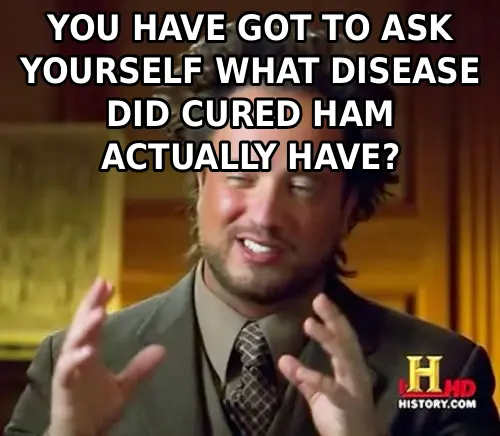 YOU HAVE GOT TO ASK
YOURSELF WHAT DISEASE
DID CURED HAM
ACTUALLY HAVE?
H HD
HISTORY.COM